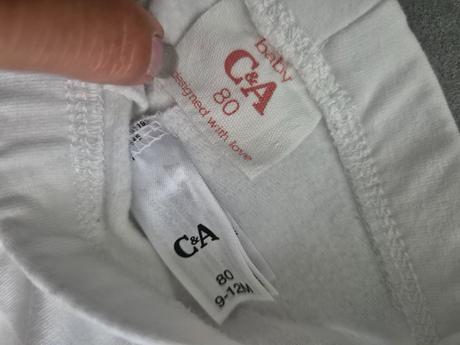 baby
C&A
80
designed with love
C&A
80
9-12M